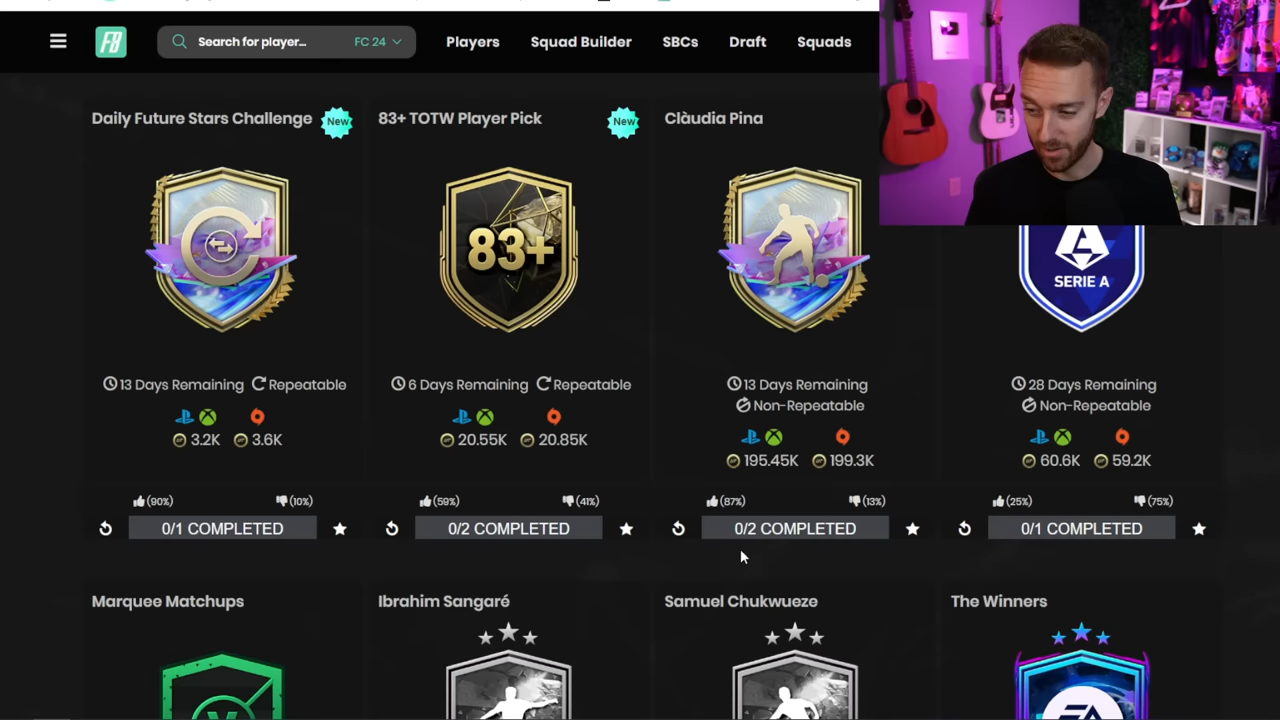 FB
Search for player...
FC 24
Players
Squad Builder
SBCs
Draft
Squads
Daily Future Stars Challenge
New
83+ TOTW Player Pick
New
Clàudia Pina
83+
SERIE A
13 Days Remaining
Repeatable
6 Days Remaining
Repeatable
13 Days Remaining
Non-Repeatable
28 Days Remaining
Non-Repeatable
3.2K
3.6K
20.55K
20.85K
195.45K
199.3K
60.6K
59.2K
(90%)
(10%)
(59%)
(41%)
(87%)
(13%)
(25%)
(75%)
0/1 COMPLETED
0/2 COMPLETED
0/2 COMPLETED
0/1 COMPLETED
Marquee Matchups
Ibrahim Sangaré
Samuel Chukwueze
The Winners